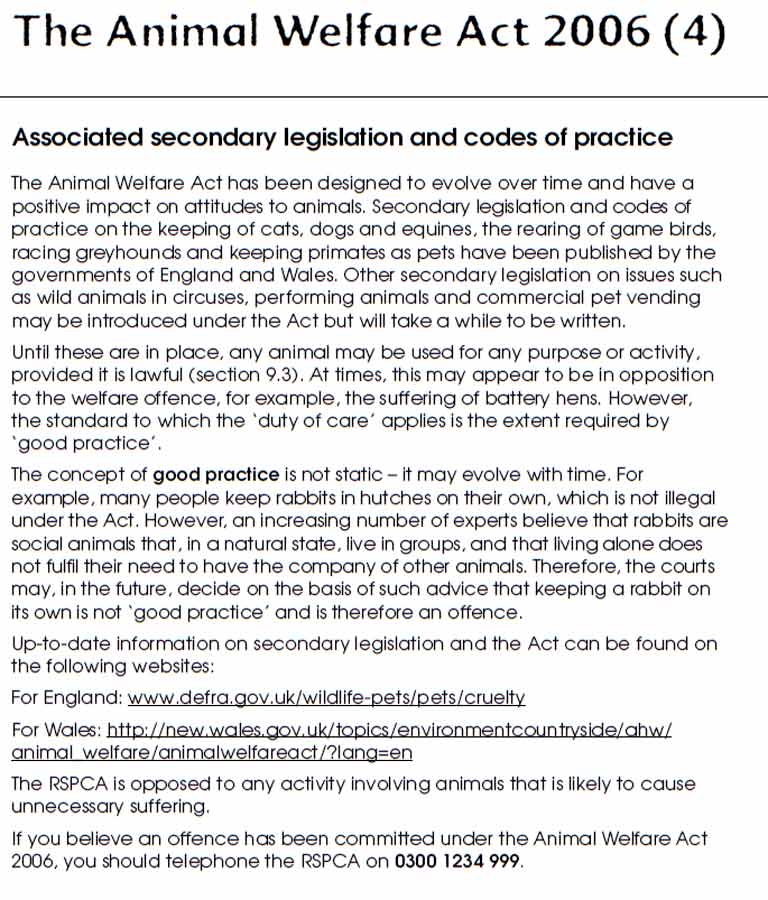 The Animal Welfare Act 2006 (4)
Associated secondary legislation and codes of practice
The Animal Welfare Act has been designed to evolve over time and have a
positive impact on attitudes to animals. Secondary legislation and codes of
practice on the keeping of cats, dogs and equines, the rearing of game birds,
racing greyhounds and keeping primates as pets have been published by the
governments of England and Wales. Other secondary legislation on issues such
as wild animals in circuses, performing animals and commercial pet vending
may be introduced under the Act but will take a while to be written.
Until these are in place, any animal may be used for any purpose or activity,
provided it is lawful (section 9.3). At times, this may appear to be in opposition
to the welfare offence, for example, the suffering of battery hens. However,
the standard to which the ‘duty of care’ applies is the extent required by
‘good practice’.
The concept of good practice is not static – it may evolve with time. For
example, many people keep rabbits in hutches on their own, which is not illegal
under the Act. However, an increasing number of experts believe that rabbits are
social animals that, in a natural state, live in groups, and that living alone does
not fulfil their need to have the company of other animals. Therefore, the courts
may, in the future, decide on the basis of such advice that keeping a rabbit on
its own is not ‘good practice’ and is therefore an offence.
Up-to-date information on secondary legislation and the Act can be found on
the following websites:
For England: www.defra.gov.uk/wildlife-pets/pets/cruelty
For Wales: http://new.wales.gov.uk/topics/environmentcountryside/ahw/
animal_welfare/animalwelfareact/?lang=en
The RSPCA is opposed to any activity involving animals that is likely to cause
unnecessary suffering.
If you believe an offence has been committed under the Animal Welfare Act
2006, you should telephone the RSPCA on 0300 1234 999.